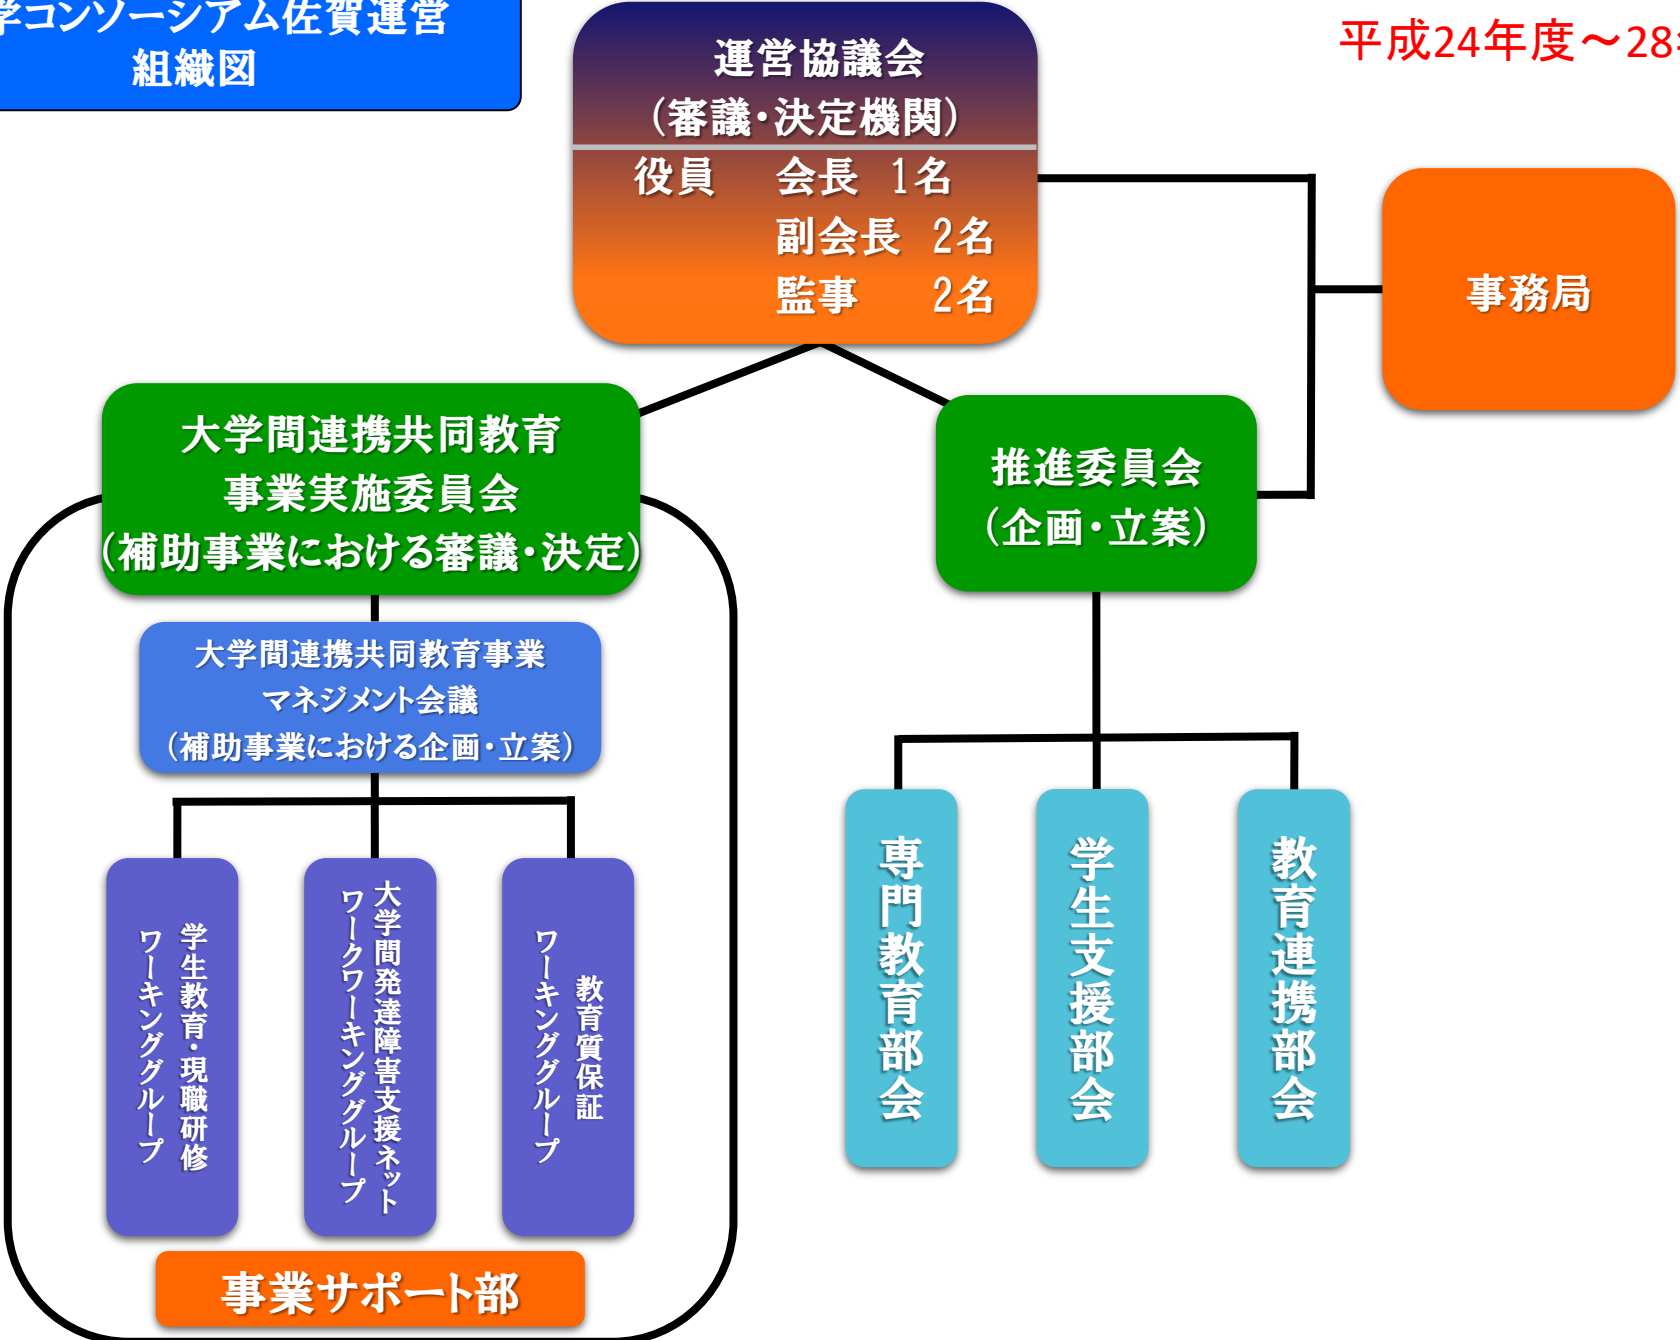 学コンソーシアム佐賀運営
組織図
平成24年度～28
運営協議会
（審議・決定機関）
役員　会長　1名
副会長　2名
監事　2名
事務局
大学間連携共同教育
事業実施委員会
（補助事業における審議・決定）
推進委員会
（企画・立案）
大学間連携共同教育事業
マネジメント会議
（補助事業における企画・立案）
学生教育・現職研修
ワーキンググループ
大学間発達障害支援ネット
ワークワーキンググループ
教育質保証
ワーキンググループ
専門教育部会
学生支援部会
教育連携部会
事業サポート部